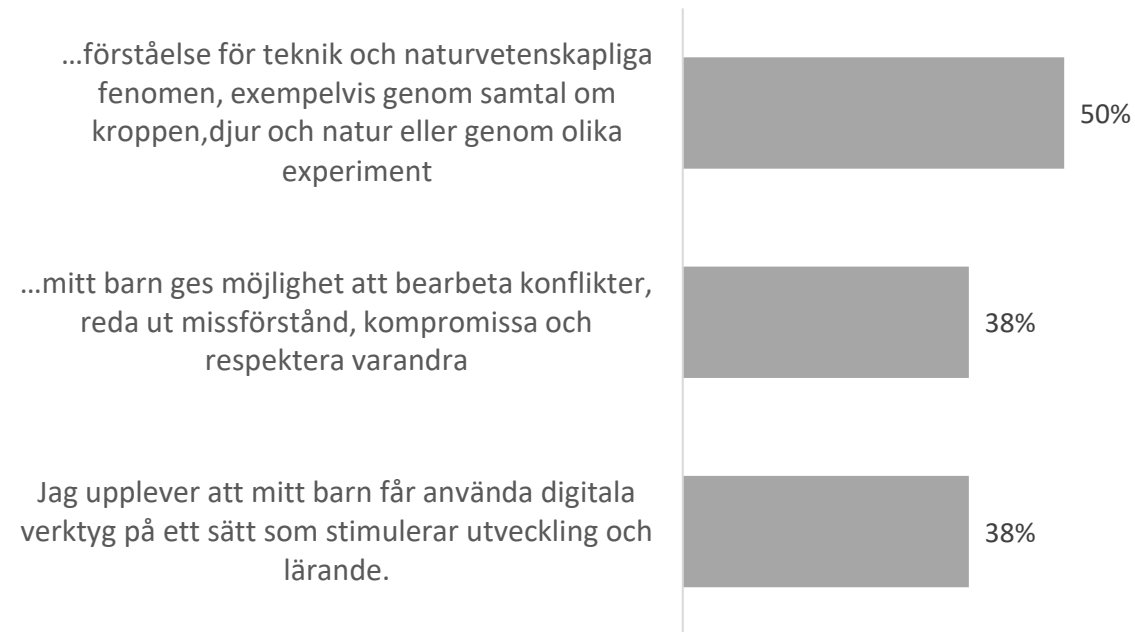 ...förståelse för teknik och naturvetenskapliga
fenomen, exempelvis genom samtal om
kroppen,djur och natur eller genom olika
experiment
50%
...mitt barn ges möjlighet att bearbeta konflikter,
reda ut missförstånd, kompromissa och
respektera varandra
38%
Jag upplever att mitt barn får använda digitala
verktyg på ett sätt som stimulerar utveckling och
lärande.
38%